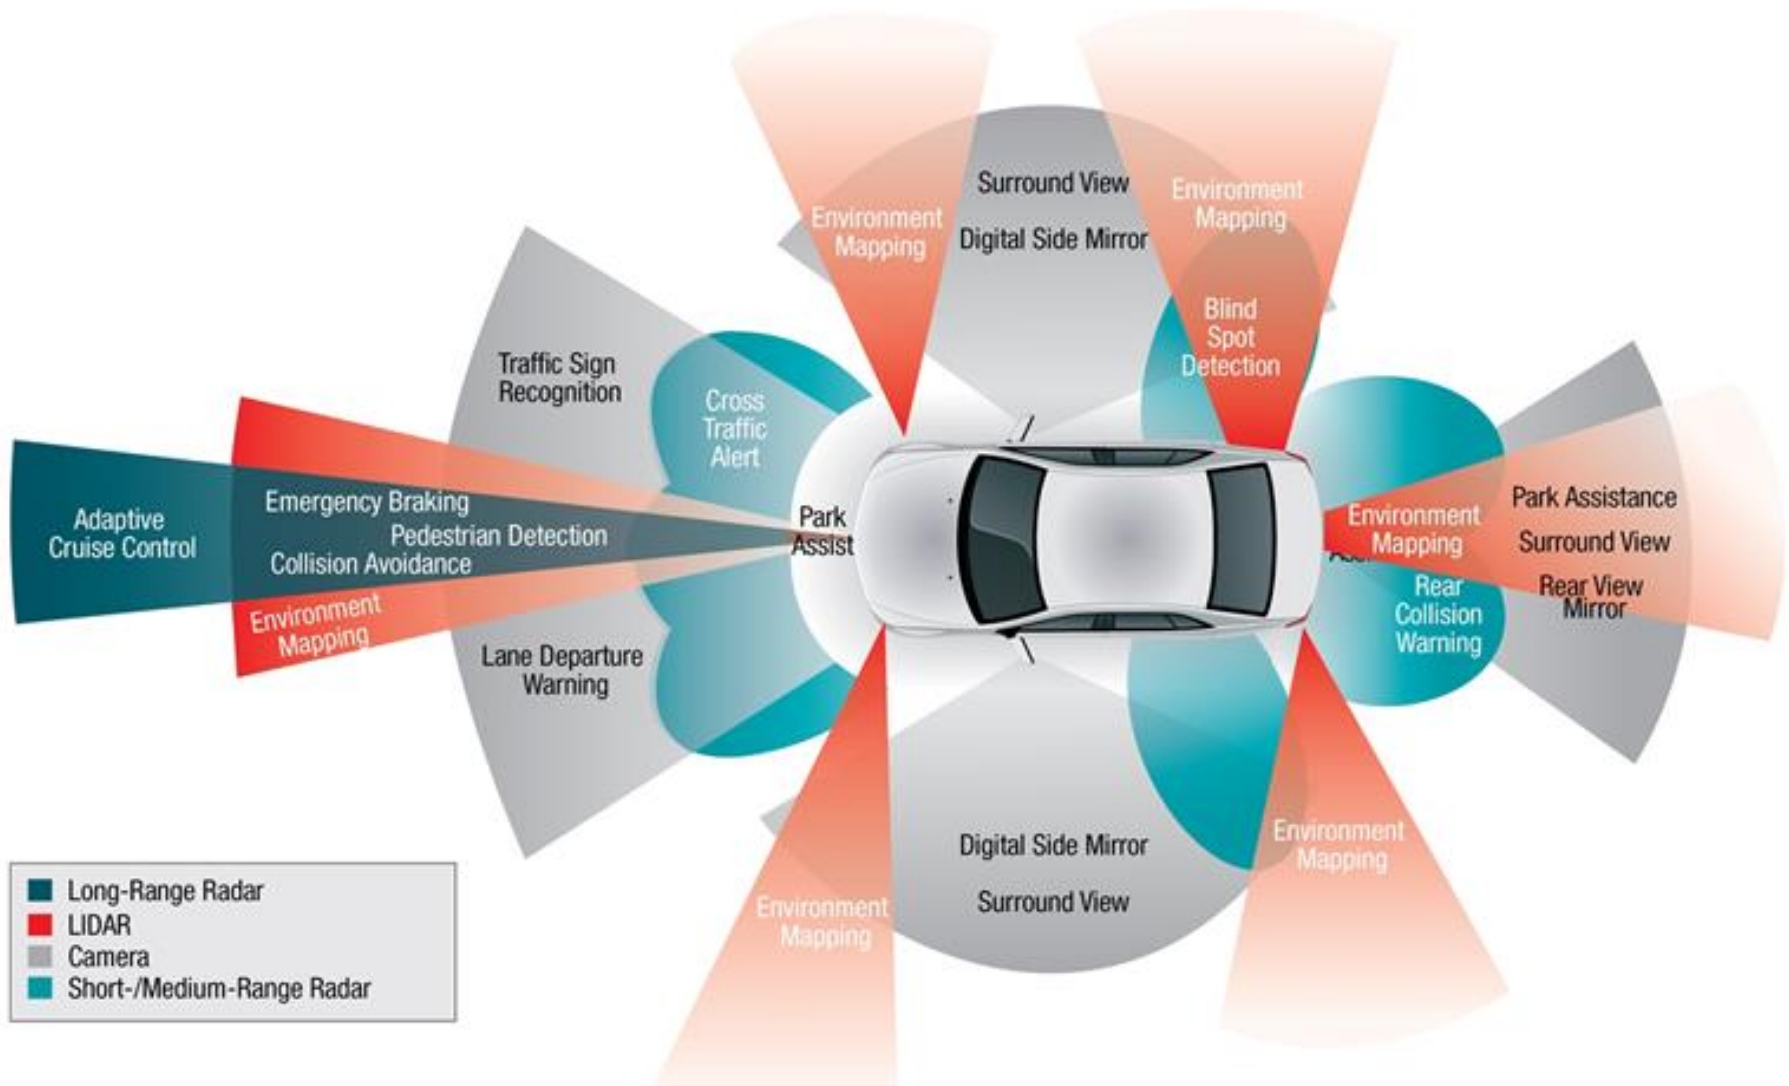 Surround View
Digital Side Mirror
Environment
Mapping
Environment
Mapping
Blind
Spot
Detection
Traffic Sign
Recognition
Cross
Traffic
Alert
Adaptive
Cruise Control
Emergency Braking
Pedestrian Detection
Collision Avoidance
Environment
Mapping
Lane Departure
Warning
Park
Assist
Environment
Mapping
Rear
Collision
Warning
Park Assistance
Surround View
Rear View
Mirror
Digital Side Mirror
Surround View
Environment
Mapping
Environment
Mapping
Long-Range Radar
LIDAR
Camera
Short-/Medium-Range Radar